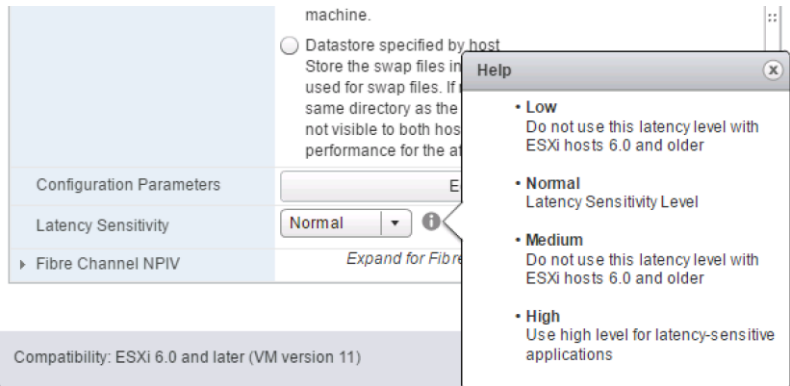 machine.
Datastore specified by host
Store the swap files in
used for swap files. If
same directory as the
not visible to both hos
performance for the a
Configuration Parameters
E
Latency Sensitivity
Normal
Fibre Channel NPIV
Expand for Fibre
Compatibility: ESXi 6.0 and later (VM version 11)
Help
• Low
Do not use this latency level with
ESXi hosts 6.0 and older
• Normal
Latency Sensitivity Level
• Medium
Do not use this latency level with
ESXi hosts 6.0 and older
• High
Use high level for latency-sensitive
applications